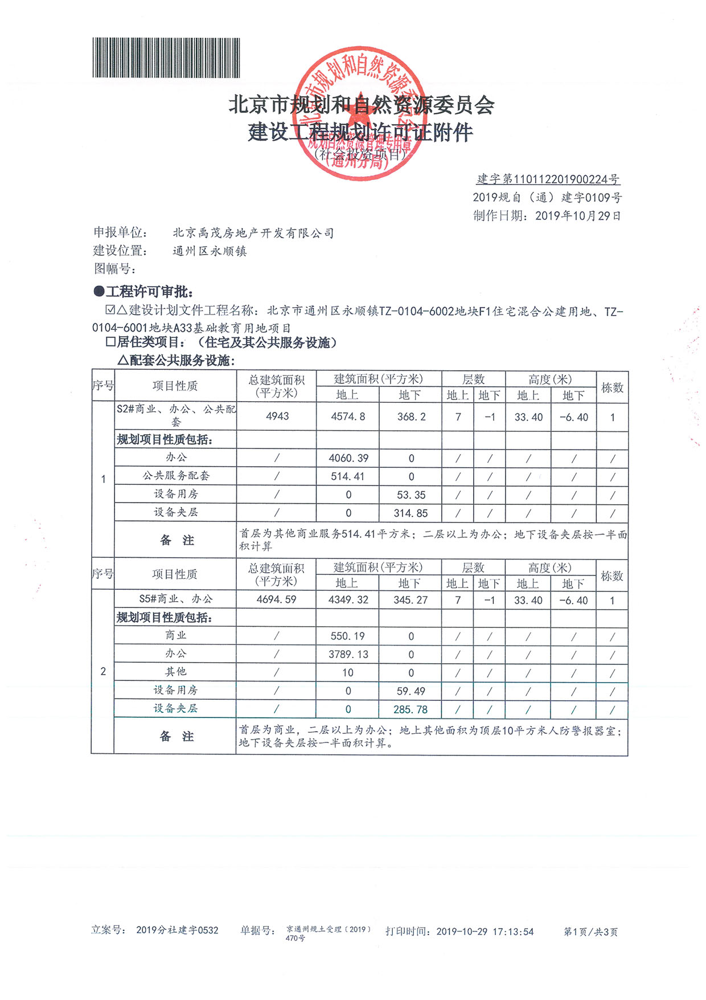 北京市规划和自然资源委员会
规划自然资源管理专用章
(通州分局)
北京市规划和自然资源委员会
建设工程规划许可证附件
(社会投资项目)
建字第110112201900224号
2019规自（通）建字0109号
制作日期：2019年10月29日
申报单位： 北京禹茂房地产开发有限公司
建设位置： 通州区永顺镇
图幅号：
●工程许可审批：
☑△建设计划文件工程名称：北京市通州区永顺镇TZ-0104-6002地块F1住宅混合公建用地、TZ-
0104-6001地块A33基础教育用地项目
□居住类项目：（住宅及其公共服务设施）
△配套公共服务设施：
序号 项目性质 总建筑面积(平方米) 建筑面积(平方米) 层数 高度(米) 栋数
地上 地下 地上 地下 地上 地下
1 S2#商业、办公、公共配套 4943 4574.8 368.2 7 -1 33.40 -6.40 1
规划项目性质包括：
办公 / 4060.39 0 / / / / /
公共服务配套 / 514.41 0 / / / / /
设备用房 / 0 53.35 / / / / /
设备夹层 / 0 314.85 / / / / /
备 注 首层为其他商业服务514.41平方米；二层以上为办公；地下设备夹层按一半面
积计算
序号 项目性质 总建筑面积(平方米) 建筑面积(平方米) 层数 高度(米) 栋数
地上 地下 地上 地下 地上 地下
2 S5#商业、办公 4694.59 4349.32 345.27 7 -1 33.40 -6.40 1
规划项目性质包括：
商业 / 550.19 0 / / / / /
办公 / 3789.13 0 / / / / /
其他 / 10 0 / / / / /
设备用房 / 0 59.49 / / / / /
设备夹层 / 0 285.78 / / / / /
备 注 首层为商业，二层以上为办公；地上其他面积为顶层10平方米人防警报器室；
地下设备夹层按一半面积计算。
立案号： 2019分社建字0532 单据号： 京通州规土受理〔2019〕470号 打印时间：2019-10-29 17:13:54 第1页/共3页